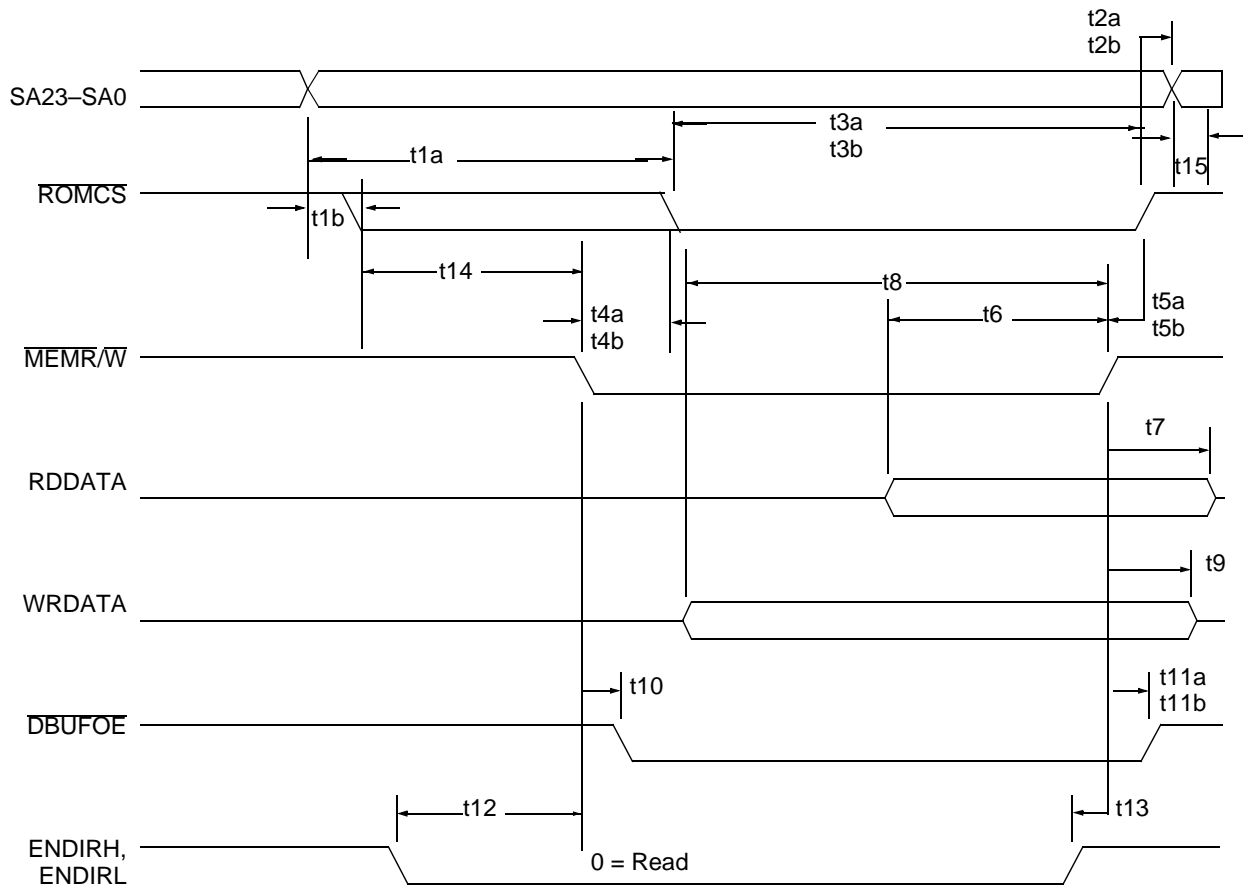 t2a
t2b
SA23–SA0
t3a
t3b
t1a
t15
ROMCS
t1b
t14
t8
t4a
t4b
t6
t5a
t5b
MEMR/W
t7
RDDATA
t9
WRDATA
t10
t11a
t11b
DBUFOE
t12
t13
ENDIRH,
ENDIRL
0 = Read